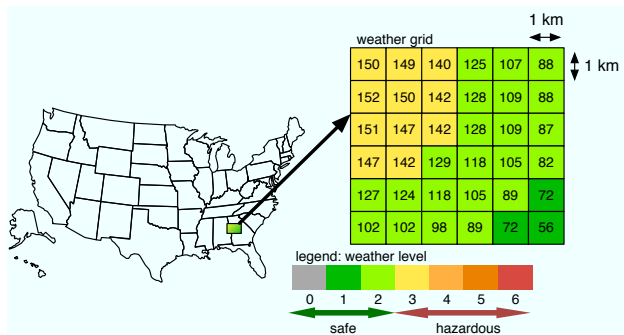 1 km
weather grid
1 km
150 149 140 125 107 88
152 150 142 128 109 88
151 147 142 128 109 87
147 142 129 118 105 82
127 124 118 105 89 72
102 102 98 89 72 56
legend: weather level
0 1 2 3 4 5 6
safe hazardous